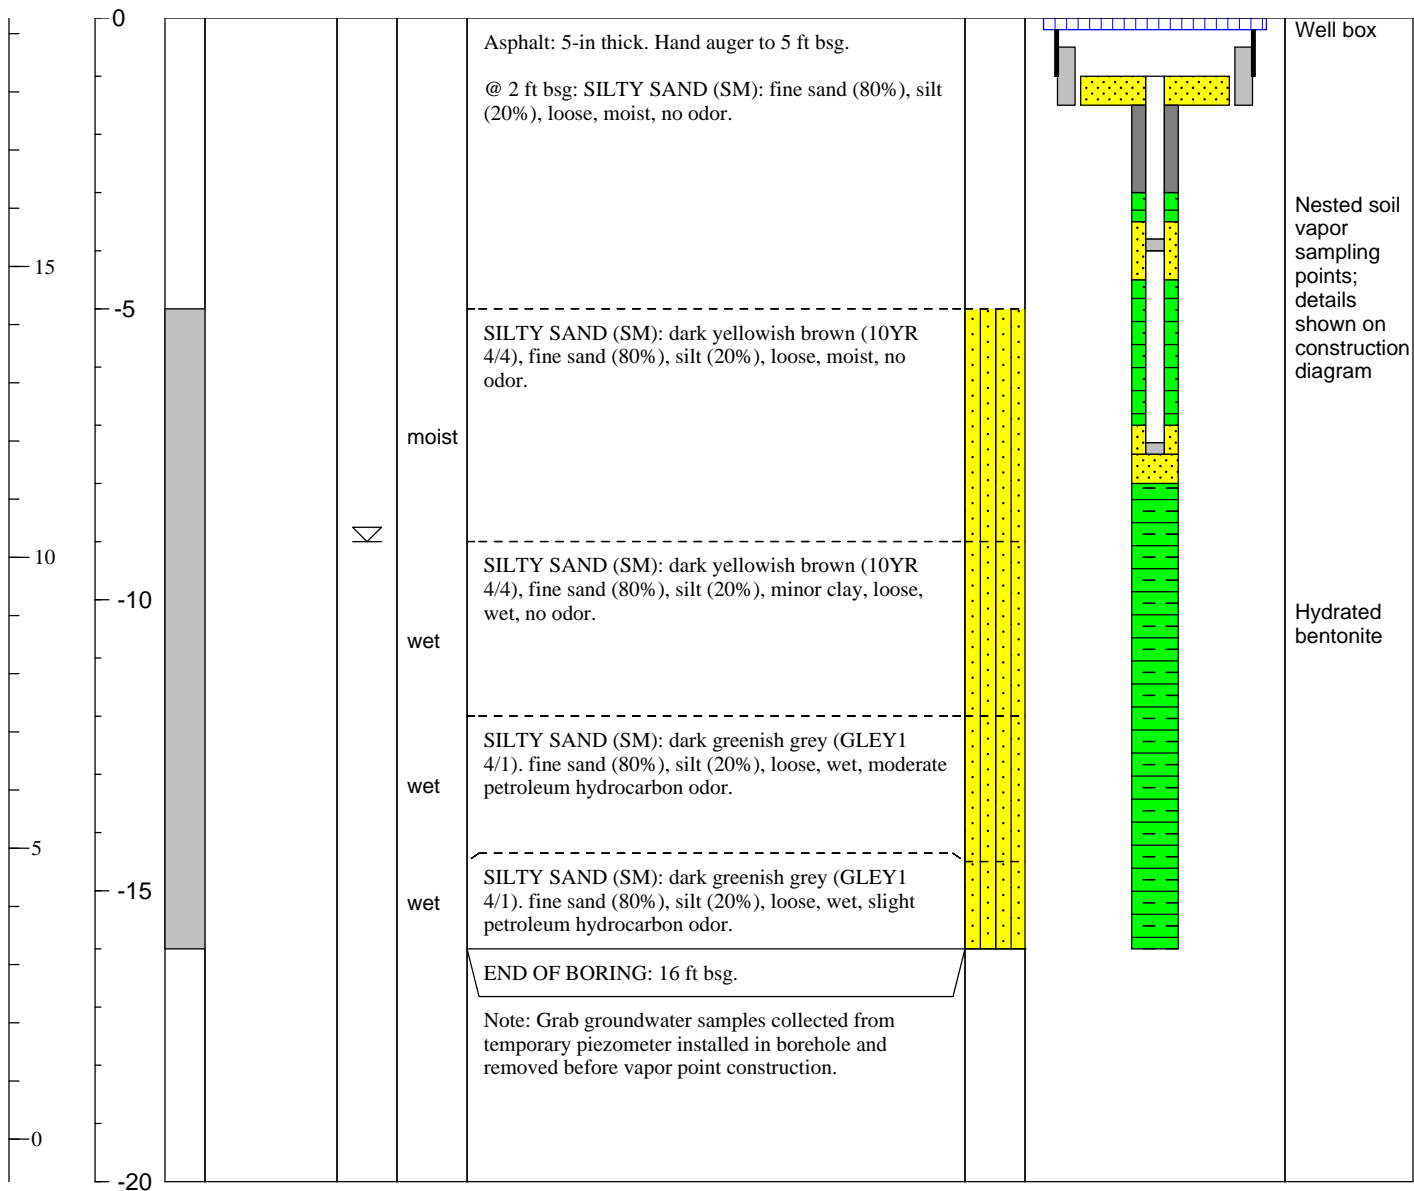 0
Asphalt: 5-in thick. Hand auger to 5 ft bsg.
@ 2 ft bsg: SILTY SAND (SM): fine sand (80%), silt
(20%), loose, moist, no odor.
Well box
Nested soil
vapor
sampling
points;
details
shown on
construction
diagram
15
-5
SILTY SAND (SM): dark yellowish brown (10YR
4/4), fine sand (80%), silt (20%), loose, moist, no
odor.
moist
10
-10
SILTY SAND (SM): dark yellowish brown (10YR
4/4), fine sand (80%), silt (20%), minor clay, loose,
wet, no odor.
wet
Hydrated
bentonite
SILTY SAND (SM): dark greenish grey (GLEY1
4/1). fine sand (80%), silt (20%), loose, wet, moderate
petroleum hydrocarbon odor.
wet
5
-15
SILTY SAND (SM): dark greenish grey (GLEY1
4/1). fine sand (80%), silt (20%), loose, wet, slight
petroleum hydrocarbon odor.
wet
END OF BORING: 16 ft bsg.
Note: Grab groundwater samples collected from
temporary piezometer installed in borehole and
removed before vapor point construction.
0
-20